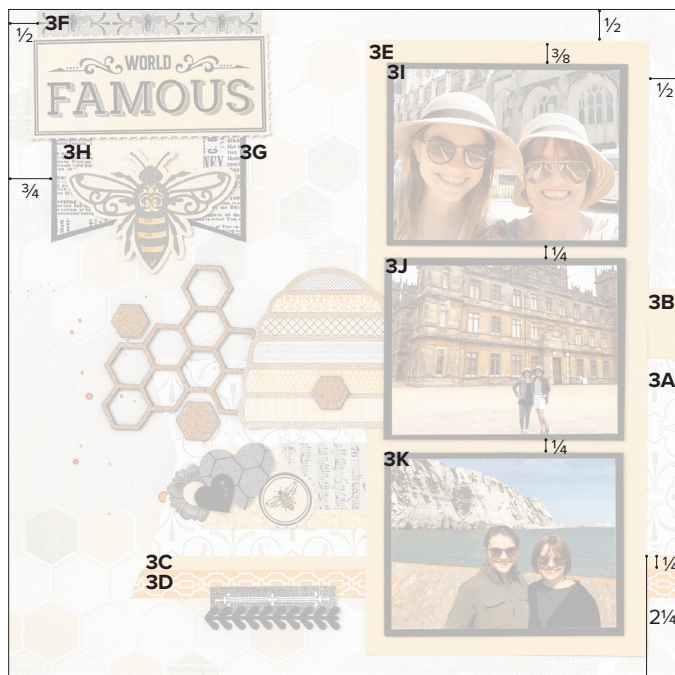 3F
½
½
3E
⅜
3I
½
WORLD
FAMOUS
3H
3G
NEY
¾
¼
3J
3B
3A
¼
3K
3C
¼
3D
2¼